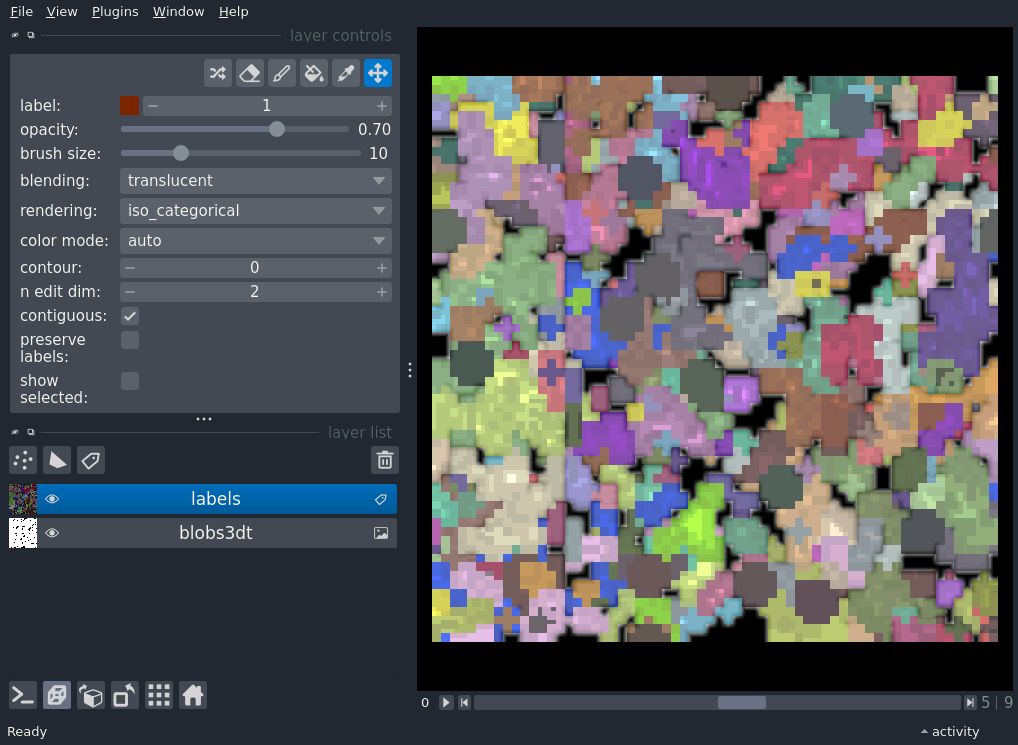 File View Plugins Window Help
layer controls
label: 1
opacity: 0.70
brush size: 10
blending: translucent
rendering: iso_categorical
color mode: auto
contour: 0
n edit dim: 2
contiguous:
preserve
labels:
show
selected:
layer list
labels
blobs3dt
0 5 | 9
Ready activity